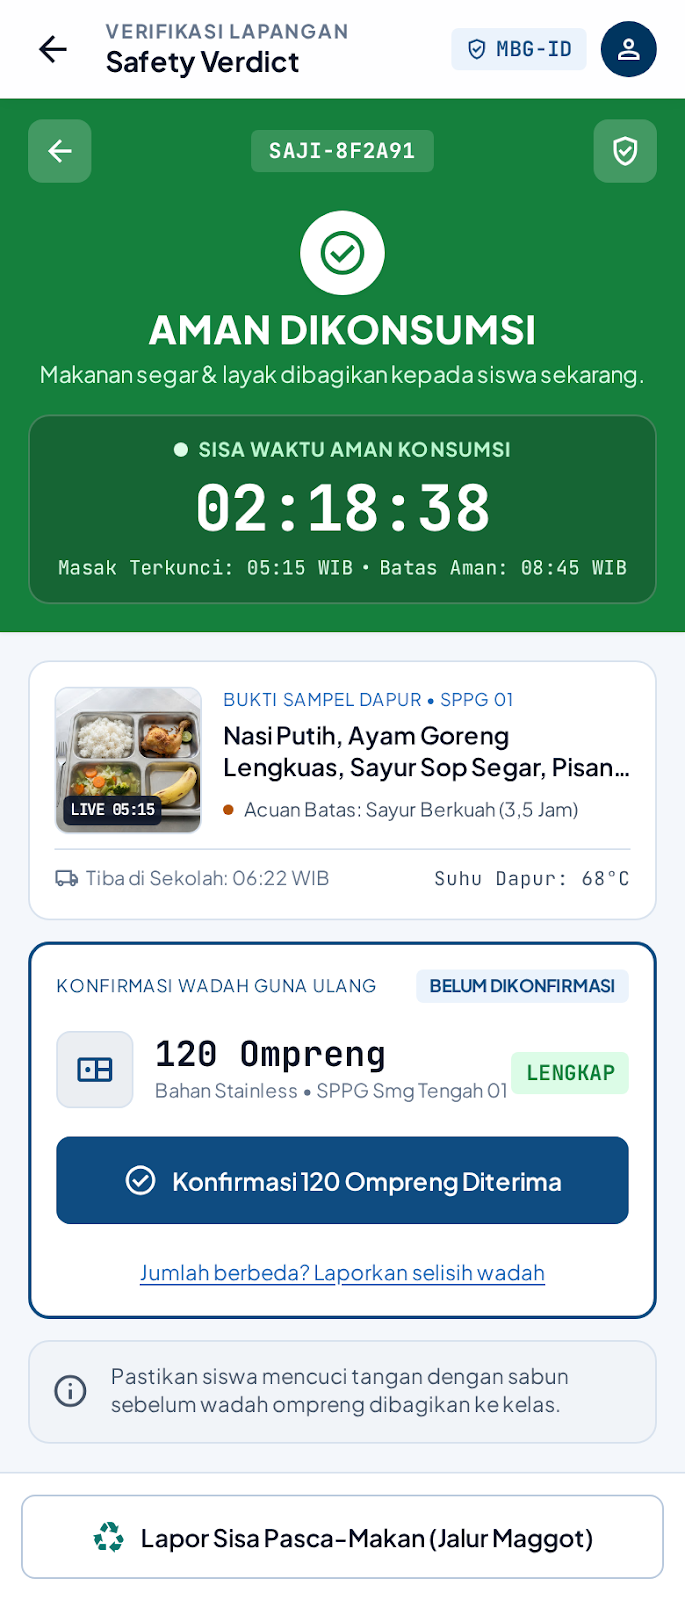 VERIFIKASI LAPANGAN
Safety Verdict
MBG-ID
SAJI-8F2A91
AMAN DIKONSUMSI
Makanan segar & layak dibagikan kepada siswa sekarang.
SISA WAKTU AMAN KONSUMSI
02:18:38
Masak Terkunci: 05:15 WIB • Batas Aman: 08:45 WIB
BUKTI SAMPEL DAPUR • SPPG 01
Nasi Putih, Ayam Goreng
Lengkuas, Sayur Sop Segar, Pisan...
LIVE 05:15
Acuan Batas: Sayur Berkuah (3,5 Jam)
Tiba di Sekolah: 06:22 WIB
Suhu Dapur: 68°C
KONFIRMASI WADAH GUNA ULANG
BELUM DIKONFIRMASI
120 Ompreng
Bahan Stainless • SPPG Smg Tengah 01
LENGKAP
Konfirmasi 120 Ompreng Diterima
Jumlah berbeda? Laporkan selisih wadah
Pastikan siswa mencuci tangan dengan sabun
sebelum wadah ompreng dibagikan ke kelas.
Lapor Sisa Pasca-Makan (Jalur Maggot)